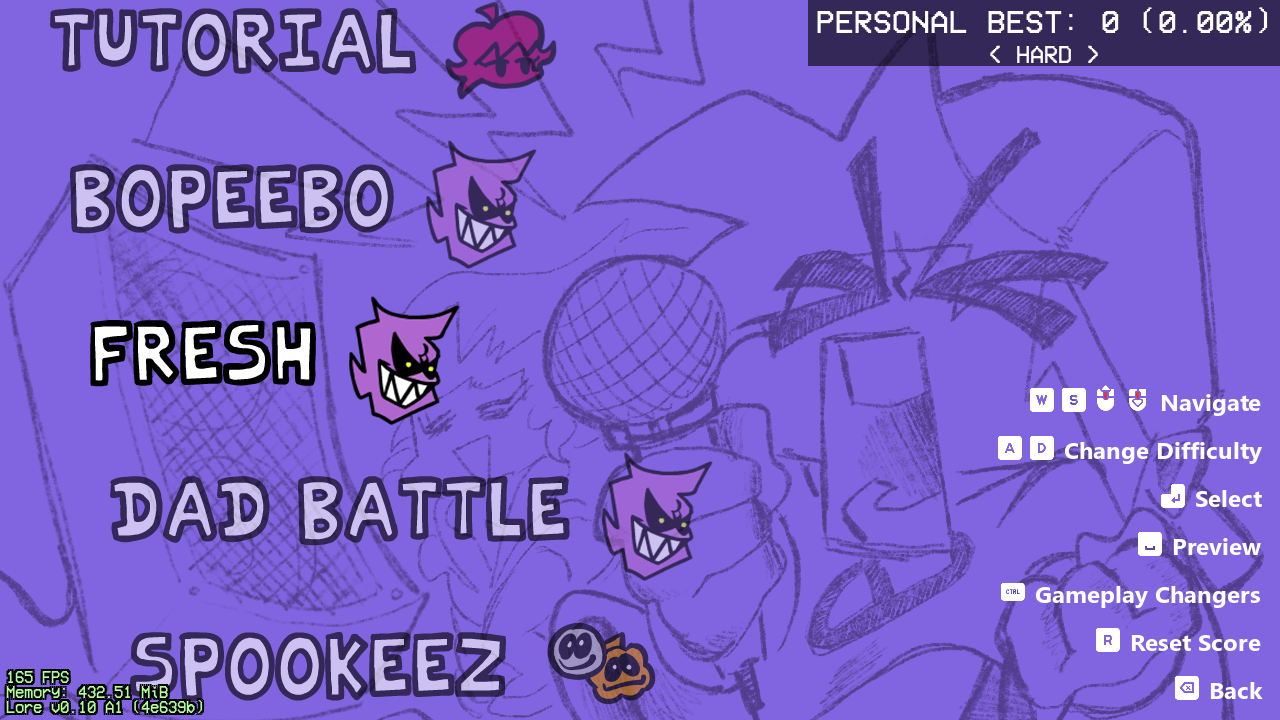 TUTORIAL
PERSONAL BEST: 0 (0.00%)
< HARD >
BOPEEBO
FRESH
W S Navigate
A D Change Difficulty
Select
DAD BATTLE
Preview
CTRL Gameplay Changers
R Reset Score
SPOOKEEZ
Back
165 FPS
Memory: 432.51 MiB
Lore v0.10 A1 (4e639b)